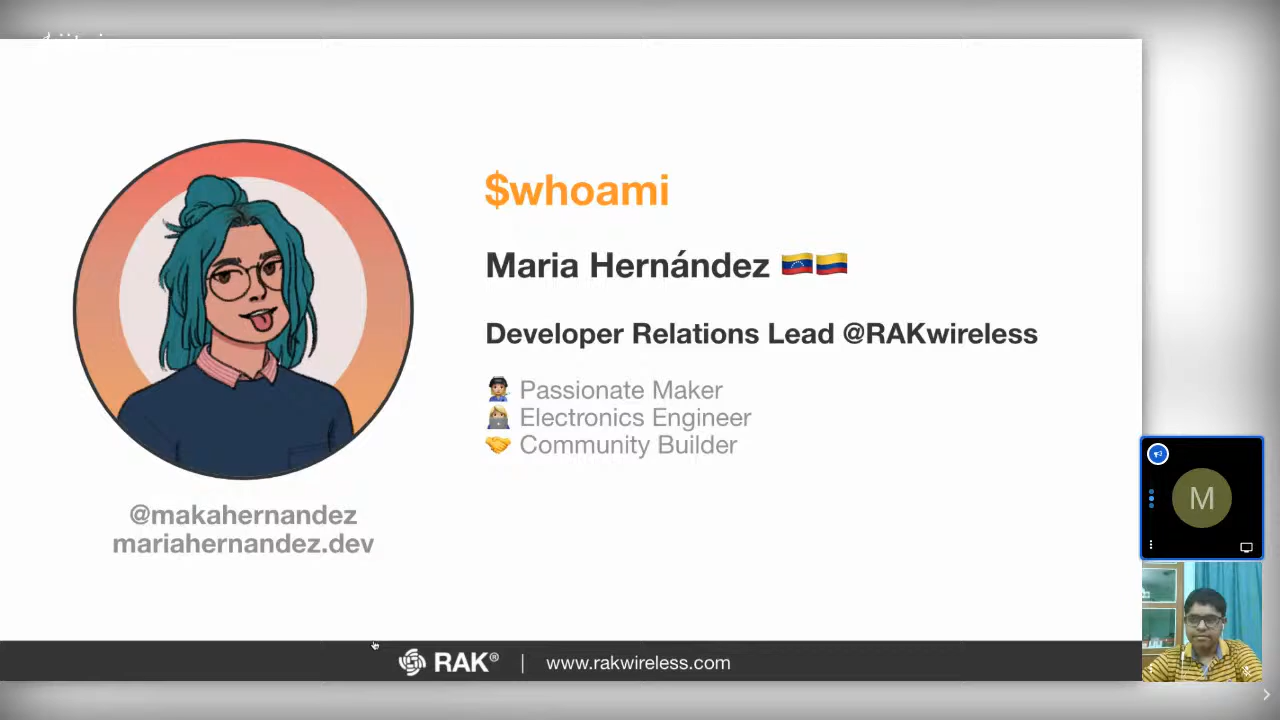 $whoami
Maria Hernández 🇻🇪🇨🇴
Developer Relations Lead @RAKwireless
Passionate Maker
Electronics Engineer
Community Builder
@makahernandez
mariahernandez.dev
M
RAK® | www.rakwireless.com